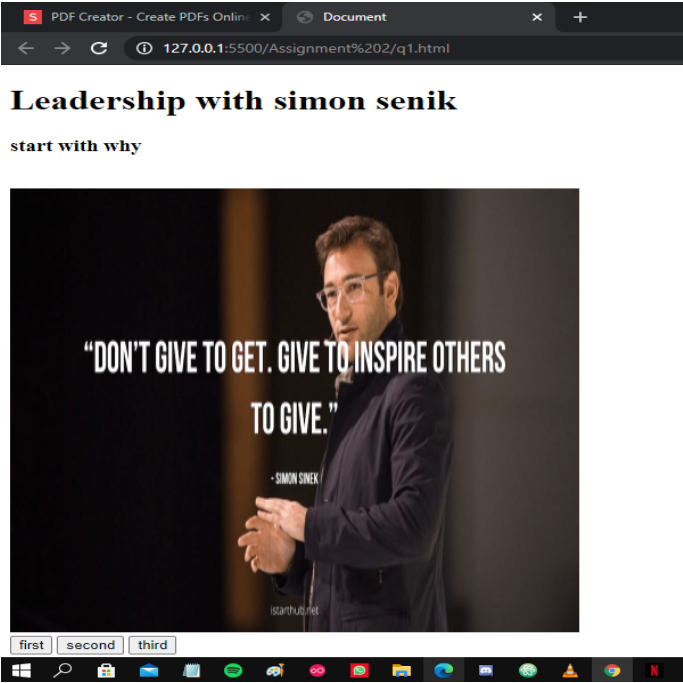 S PDF Creator - Create PDFs Online
Document
127.0.0.1:5500/Assignment%202/q1.html
Leadership with simon senik
start with why
“DON’T GIVE TO GET. GIVE TO INSPIRE OTHERS
TO GIVE.”
- SIMON SINEK
istarthub.net
first second third
N